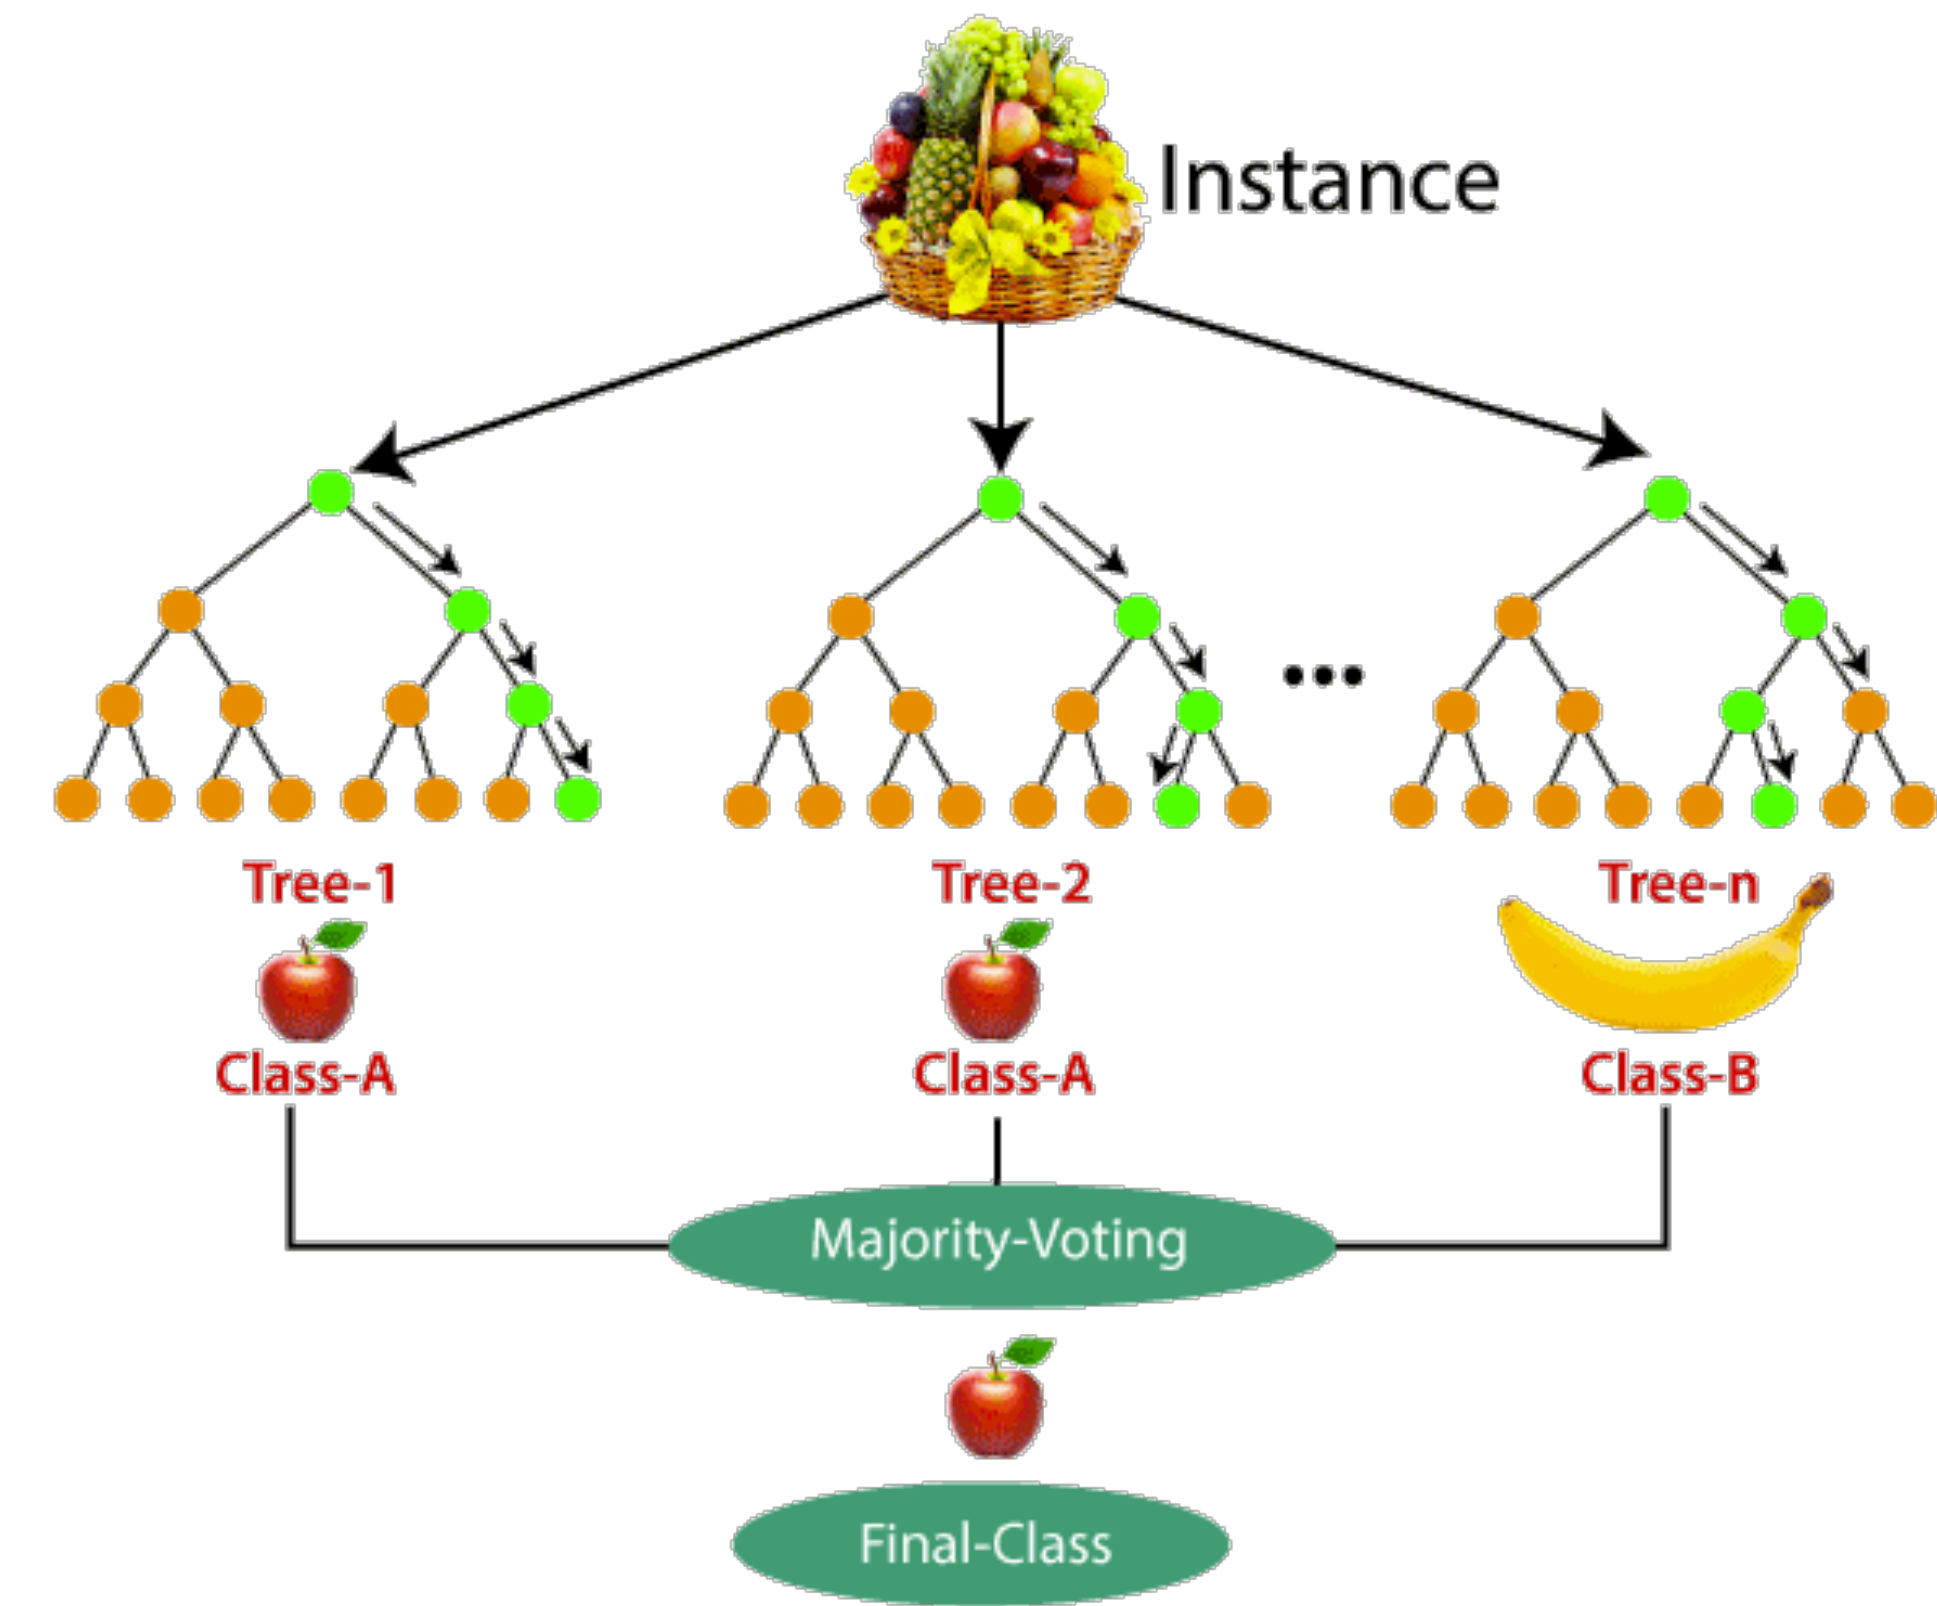 Instance
Tree-1
Tree-2
Tree-n
Class-A
Class-A
Class-B
Majority-Voting
Final-Class